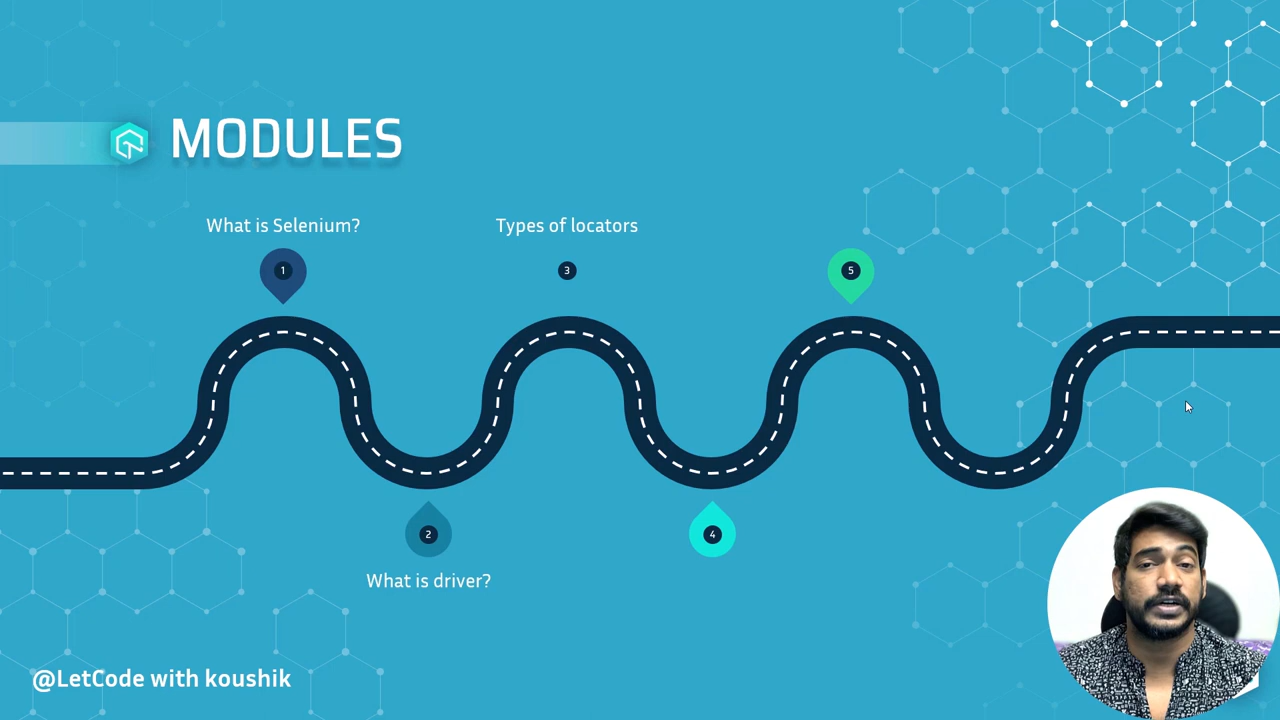 MODULES
What is Selenium?
Types of locators
1
3
5
2
4
What is driver?
@LetCode with koushik